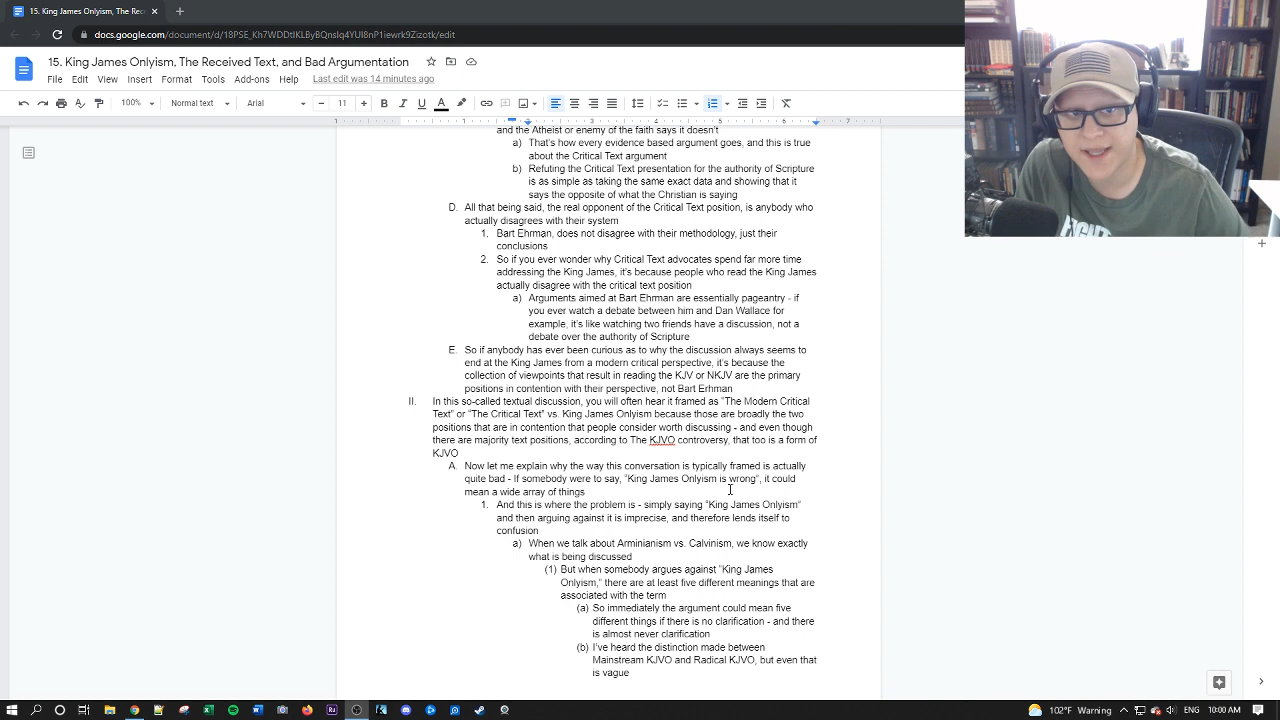 15. King James Onlyism, The Rec
docs.google.com
15. King James Onlyism, The Received Text, and Bad Argumentation
File Edit View Insert Format Tools Add-ons Last edit was 14 minutes ago
100% Normal text Arial 11
and the Atheist or enemy of the faith says it doesn't
a) That's how every evidence based argument goes, and this is true
about the Critical Text argument
b) Refuting the Critical Text presentation for the authority of Scripture
is as simple as taking the same exact data and showing that it
says the opposite of what the Christian is saying
D. All that being said, the real opponent of the Critical Text position, is anybody who
actually disagrees with their system
1. Bart Ehrman, does not disagree with their methodology, just their
conclusions
2. So if you ever wonder why Critical Text advocates spend far more time
addressing the King James, it's because people who read the King James
actually disagree with the critical text position
a) Arguments aimed at Bart Ehrman are essentially pageantry - if
you ever watch a debate between him and Dan Wallace for
example, it's like watching two friends have a discussion, not a
debate over the authority of Scripture
E. So if anybody has ever been curious as to why the discussion always seems to
end at the King James from a modern critical perspective, it's because the
collection of viewpoints that result in reading the KJV or NKJV are the primary
positions in contention with their perspective, not Bart Erhman
II. In this so-called textual discussion, you will often hear it framed as "The Modern Critical
Text" or "The Critical Text" vs. King James Onlyism because those are broadly the two
positions that are in contention that people consider worth discussing - and even though
there are majority text positions, according to The KJVO controversy, that too is a form of
KJVO
A. Now let me explain why the way this conversation is typically framed is actually
quite bad - If somebody were to say, "King James Onlyism is wrong", it could
mean a wide array of things
1. And this is where the problem is - simply saying "King James Onlyism"
and then arguing against it is imprecise, and therefore lends itself to
confusion
a) When we talk about Arminianism vs. Calvinism, we know exactly
what is being discussed
(1) But when somebody argues against "King James
Onlyism," there are at least five different meanings that are
associated with the term
(a) So immediately the argument could mean five
different things if there is no clarification - and there
is almost never clarification
(b) I've heard the distinction made between
Mainstream KJVO and Radical KJVO, but even that
is vague
102°F Warning 10:00 AM